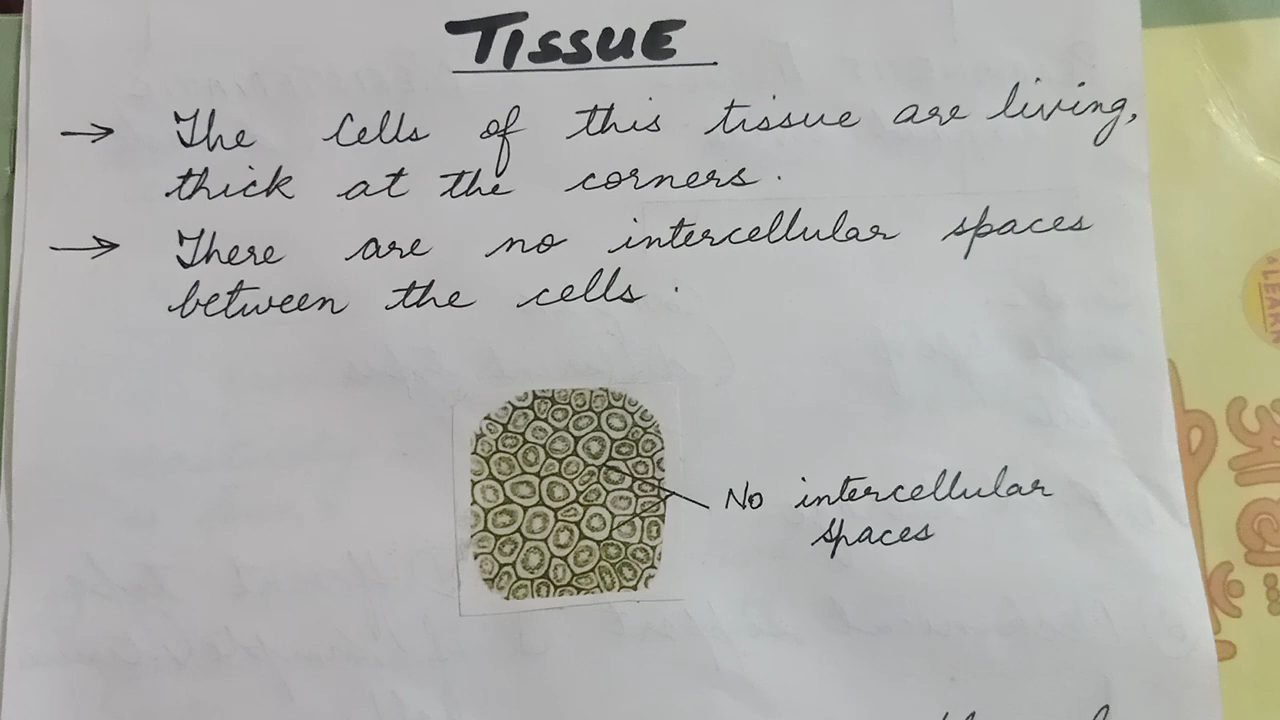 TISSUE
→ The cells of this tissue are living,
thick at the corners.
→ There are no intercellular spaces
between the cells.
No intercellular
spaces
LEARN